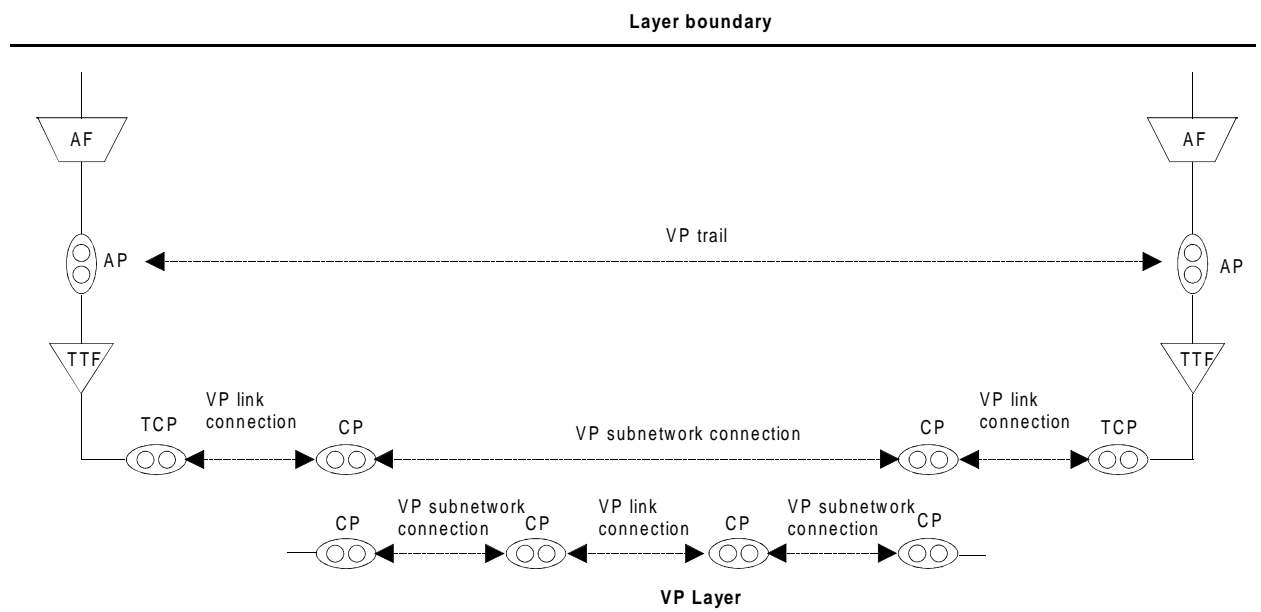 Layer boundary
AF
AF
VP trail
AP
AP
TTF
TTF
VP link
connection
VP link
connection
TCP
CP
VP subnetwork connection
CP
TCP
VP subnetwork
connection
VP link
connection
VP subnetwork
connection
CP
CP
CP
CP
VP Layer